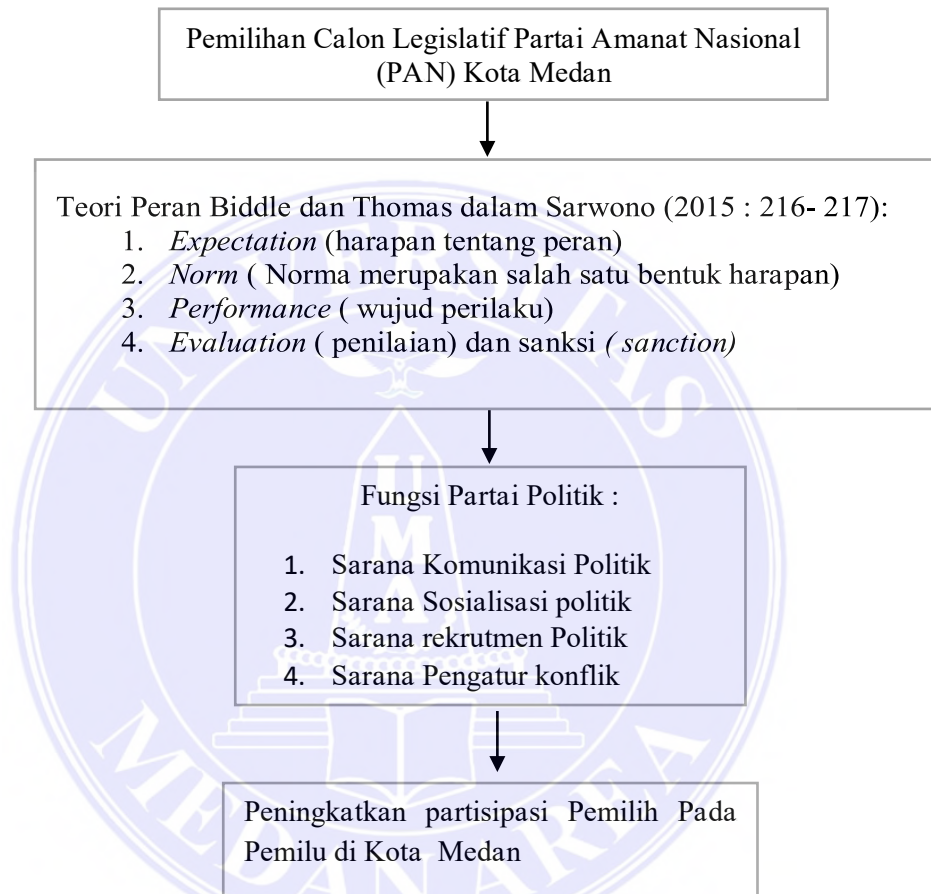 Pemilihan Calon Legislatif Partai Amanat Nasional
(PAN) Kota Medan
Teori Peran Biddle dan Thomas dalam Sarwono (2015 : 216- 217):
1. Expectation (harapan tentang peran)
2. Norm ( Norma merupakan salah satu bentuk harapan)
3. Performance ( wujud perilaku)
4. Evaluation ( penilaian) dan sanksi ( sanction)
Fungsi Partai Politik :
1. Sarana Komunikasi Politik
2. Sarana Sosialisasi politik
3. Sarana rekrutmen Politik
4. Sarana Pengatur konflik
Peningkatkan partisipasi Pemilih Pada
Pemilu di Kota Medan
UNIVERSITAS
MEDAN AREA
U
M
A